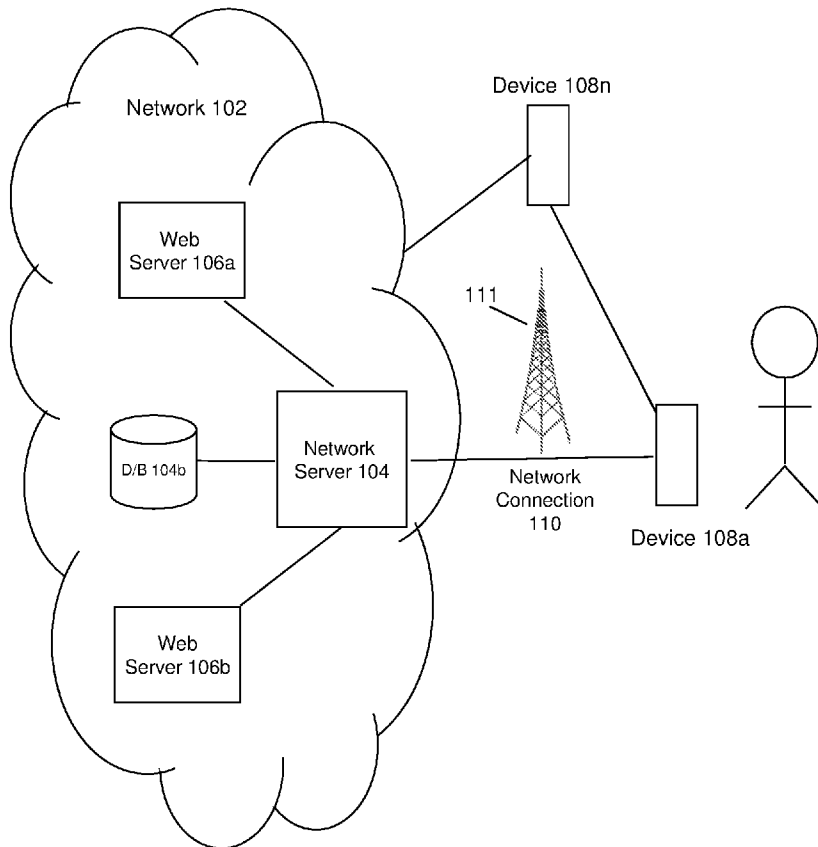 Device 108n
Network 102
Web
Server 106a
111
Network
Server 104
D/B 104b
Network
Connection
110
Device 108a
Web
Server 106b